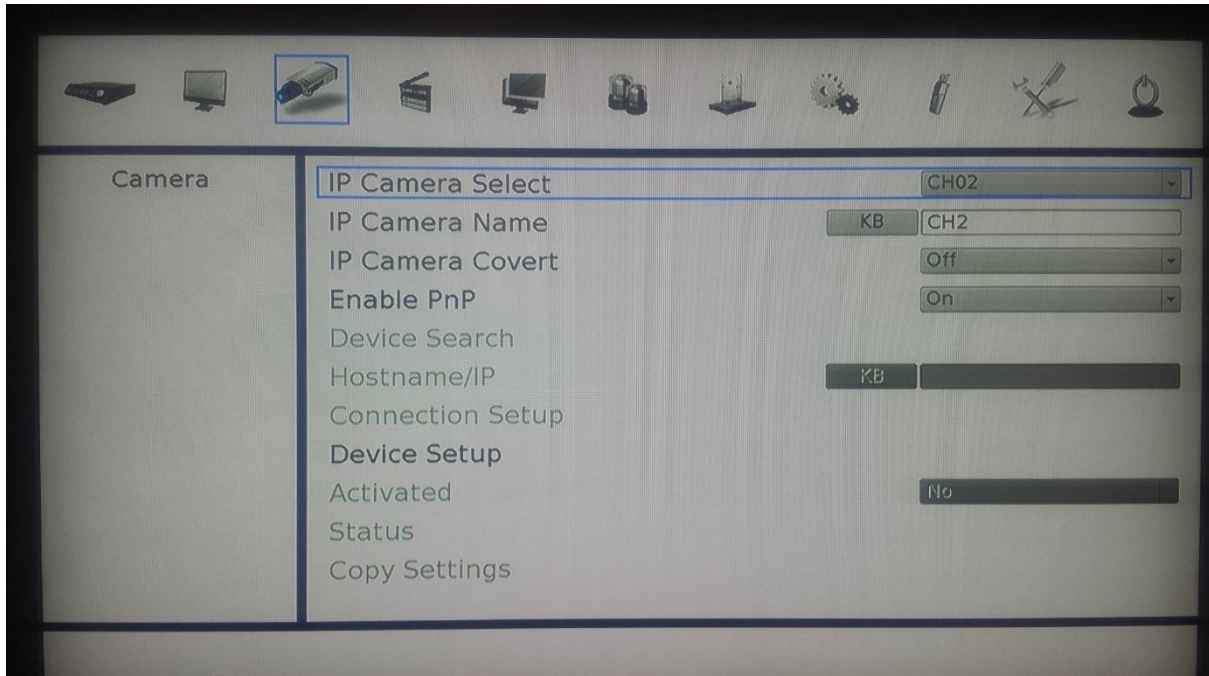 Camera
IP Camera Select CH02
IP Camera Name KB CH2
IP Camera Covert Off
Enable PnP On
Device Search
Hostname/IP KB
Connection Setup
Device Setup
Activated No
Status
Copy Settings